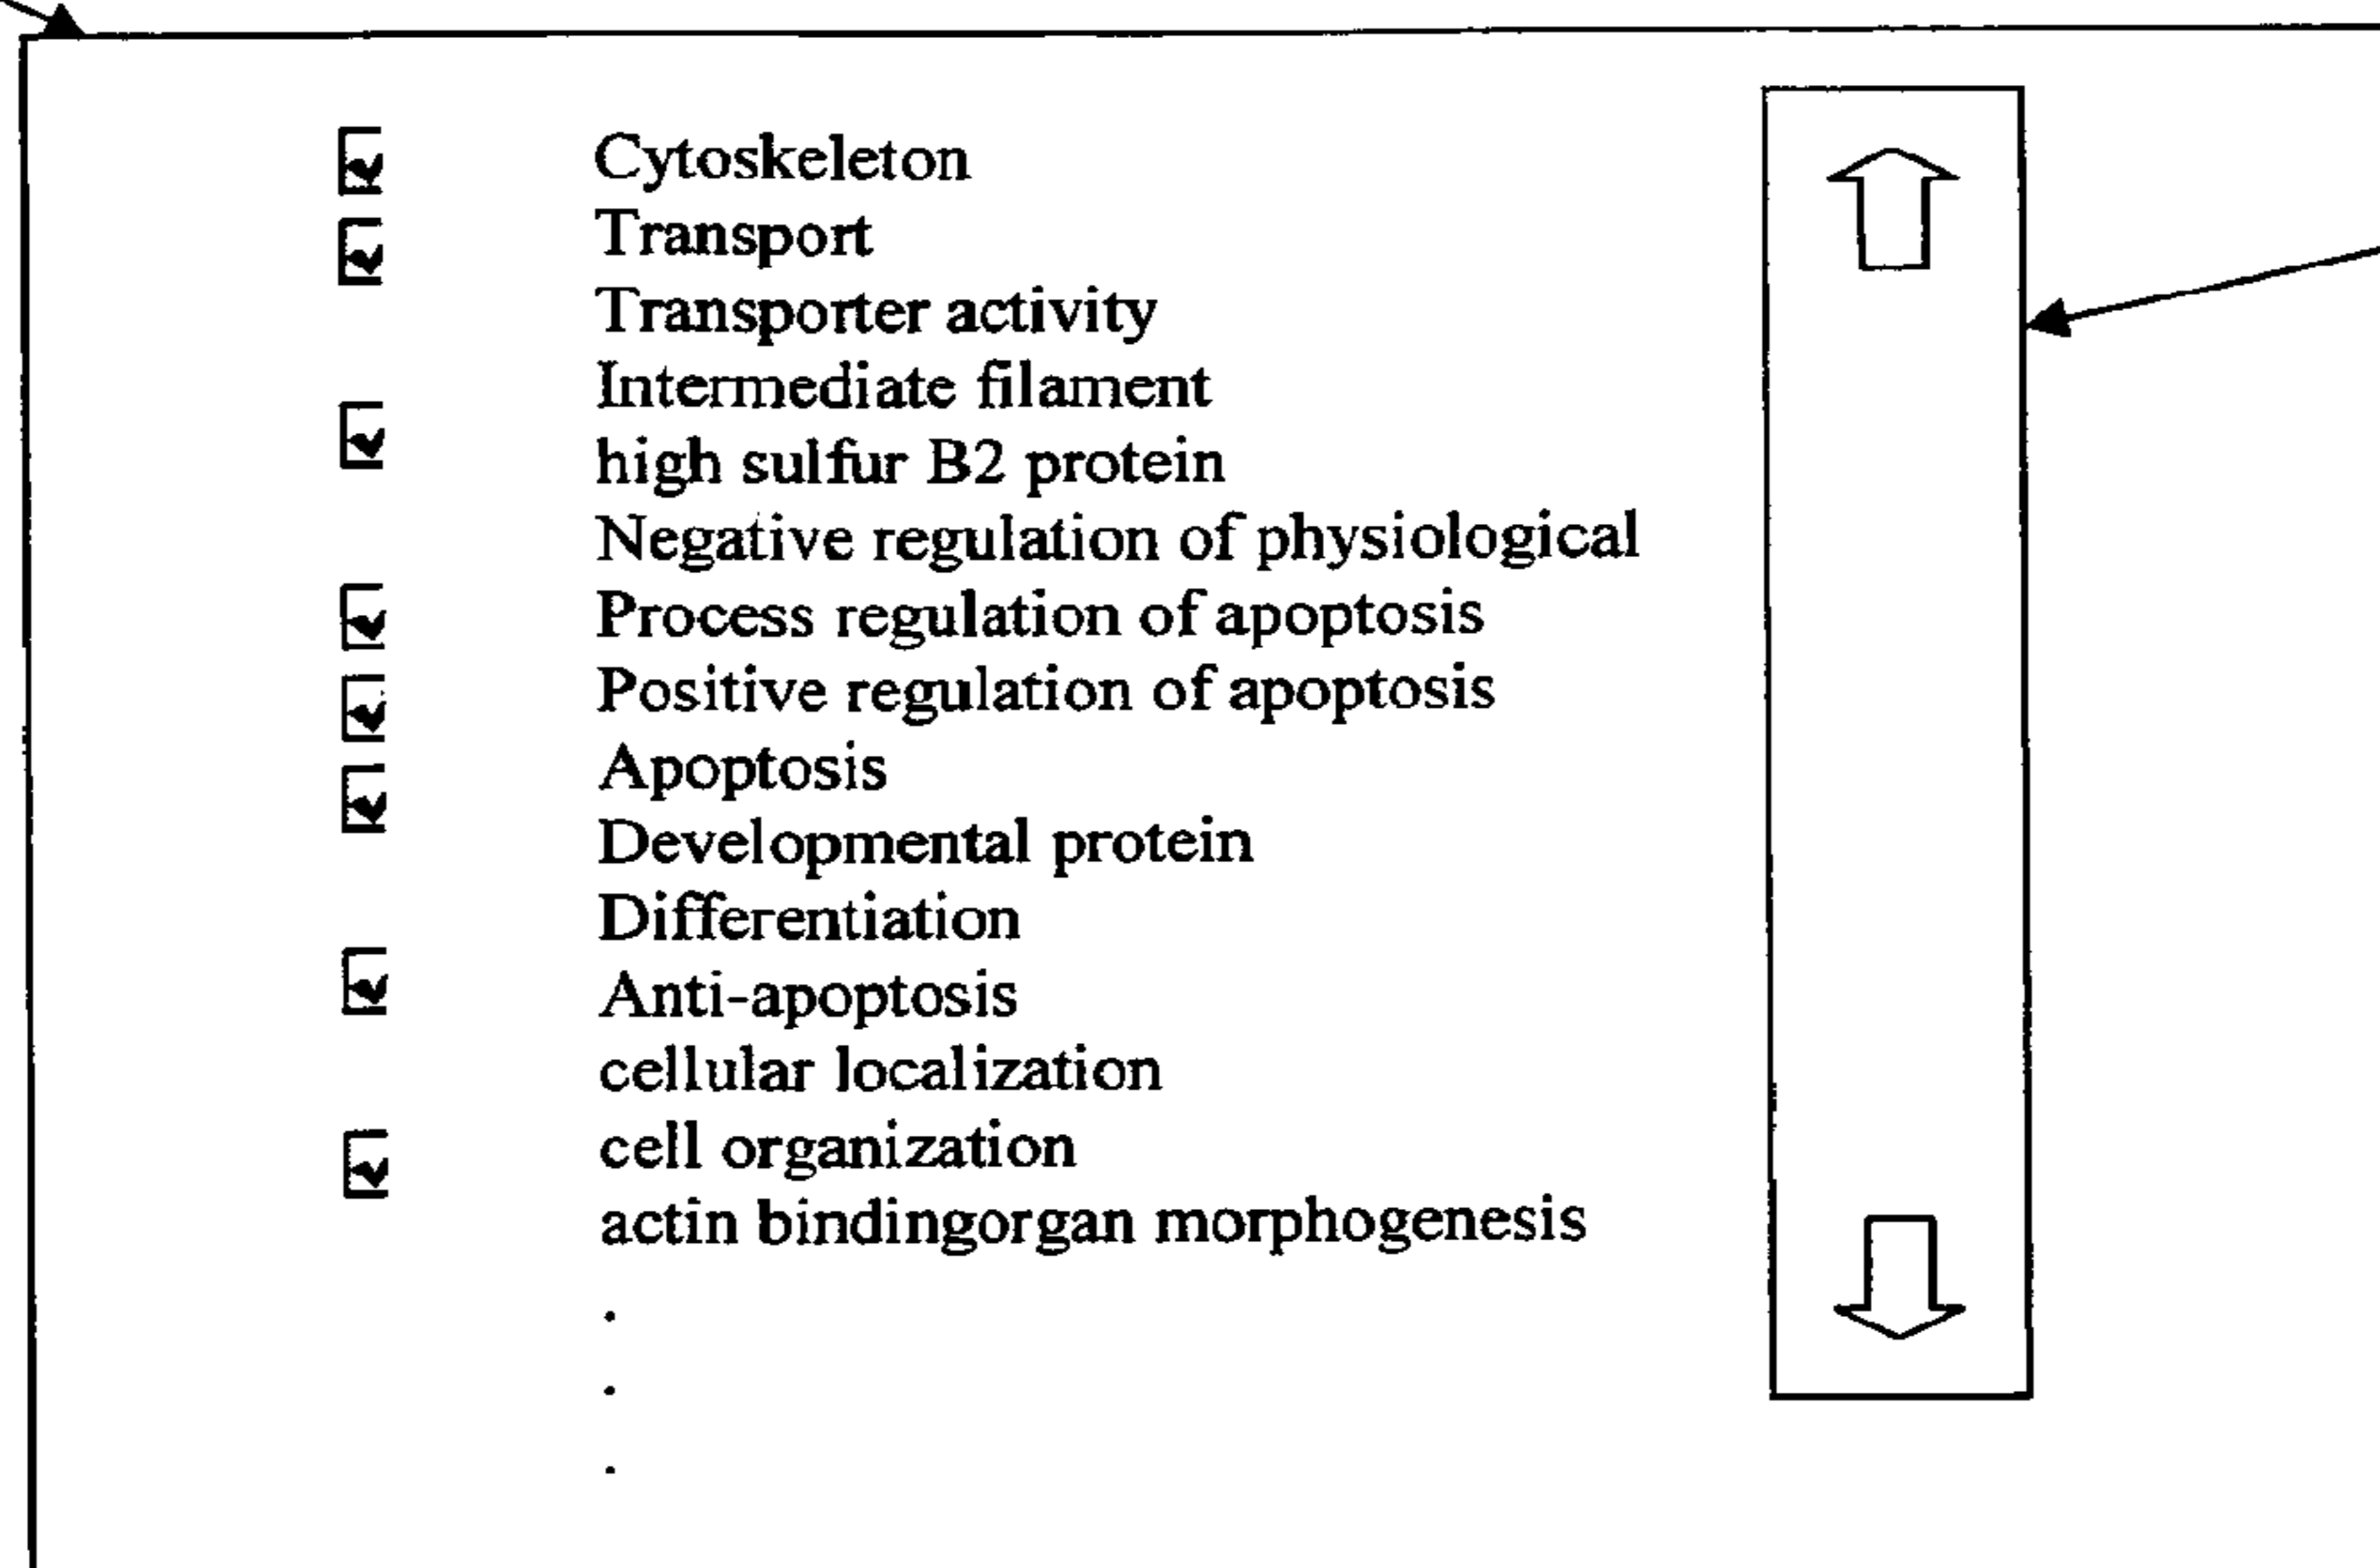 Cytoskeleton
Transport
Transporter activity
Intermediate filament
high sulfur B2 protein
Negative regulation of physiological
Process regulation of apoptosis
Positive regulation of apoptosis
Apoptosis
Developmental protein
Differentiation
Anti-apoptosis
cellular localization
cell organization
actin bindingorgan morphogenesis
.
.
.